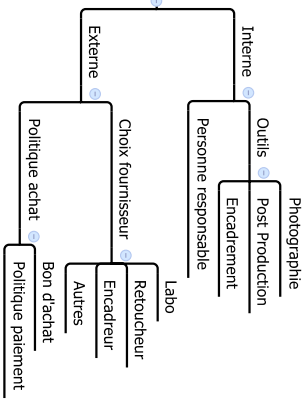 Interne
Outils
Photographie
Post Production
Encadrement
Personne responsable
Externe
Choix fournisseur
Labo
Retoucheur
Encadreur
Autres
Politique achat
Bon d'achat
Politique paiement